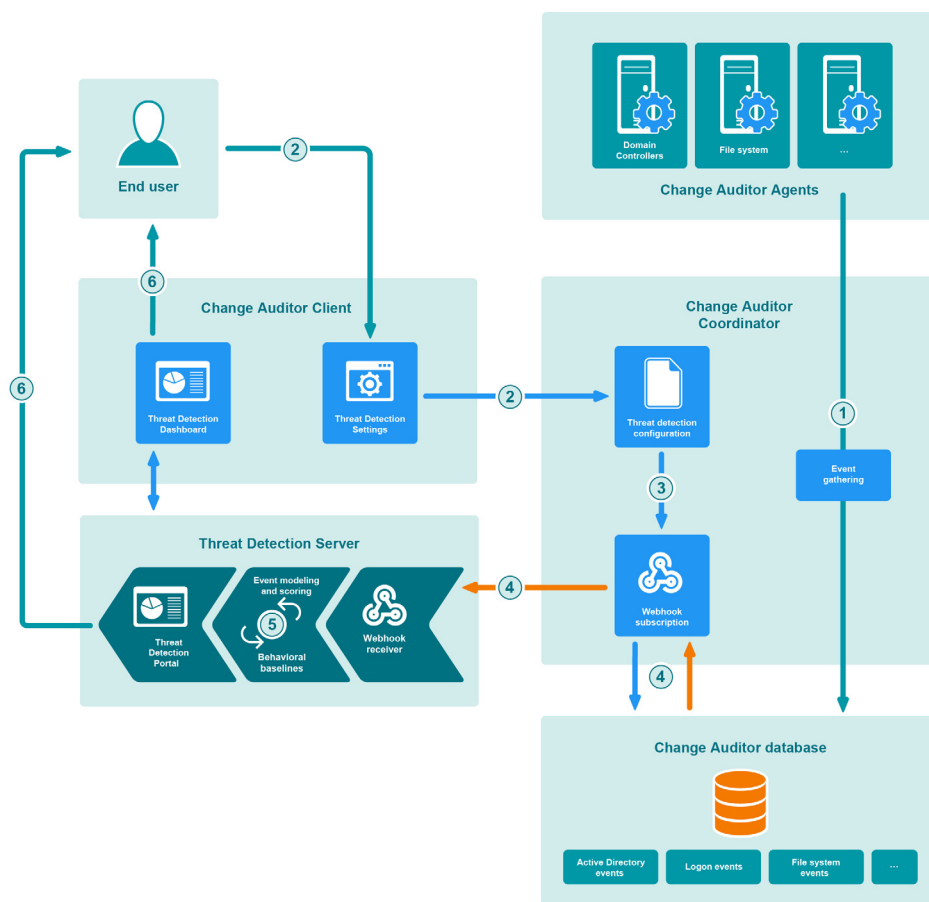 Domain
Controllers
File system
...
Change Auditor Agents
End user
2
1
6
6
Change Auditor Client
Threat Detection
Dashboard
Threat Detection
Settings
2
Change Auditor
Coordinator
Threat detection
configuration
3
Event
gathering
Webhook
subscription
4
4
Threat Detection Server
Threat
Detection
Portal
Event modeling
and scoring
5
Behavioral
baselines
Webhook
receiver
Change Auditor database
Active Directory
events
Logon events
File system
events
...